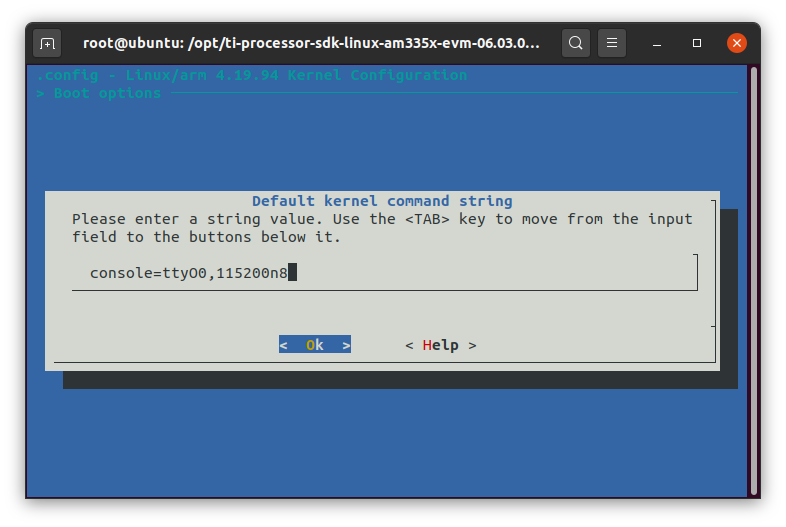 root@ubuntu: /opt/ti-processor-sdk-linux-am335x-evm-06.03.0...
.config - Linux/arm 4.19.94 Kernel Configuration
> Boot options
Default kernel command string
Please enter a string value. Use the <TAB> key to move from the input
field to the buttons below it.
console=ttyO0,115200n8
< Ok > < Help >